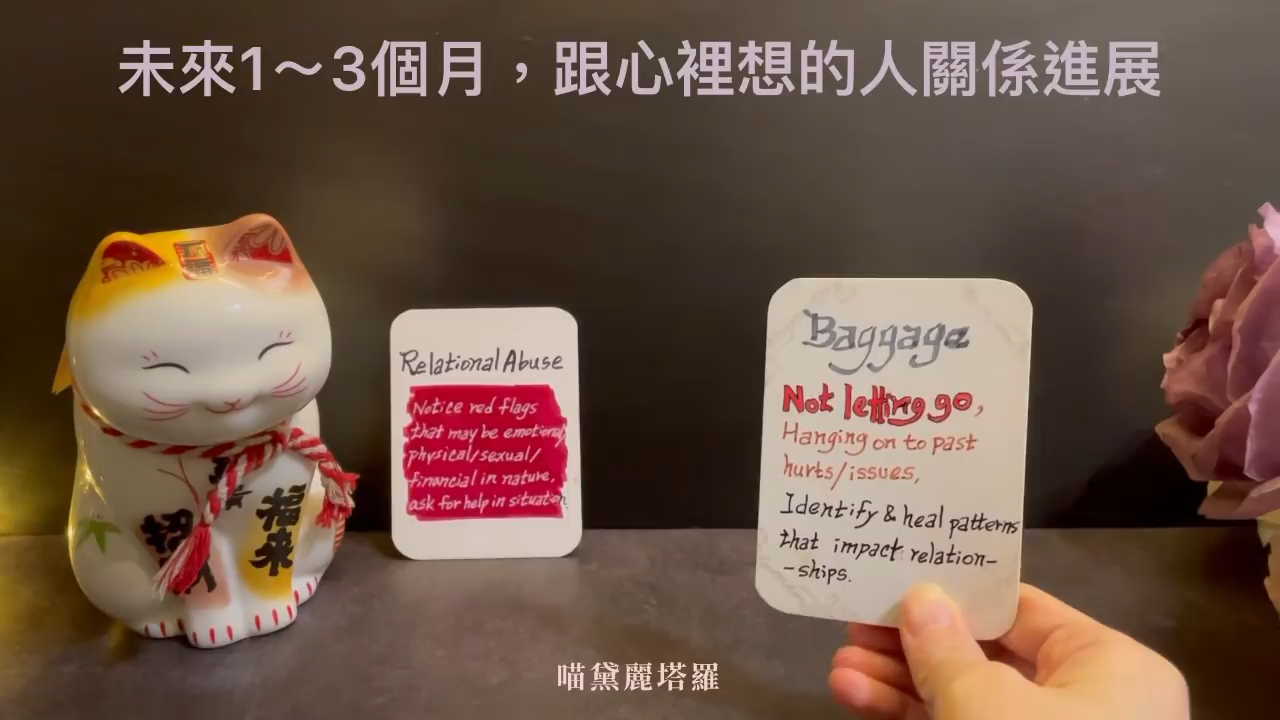 未來1～3個月，跟心裡想的人關係進展
福來
Relational Abuse
Notice red flags
that may be emotional,
physical/sexual/
financial in nature,
ask for help in situation.
Baggage
Not letting go,
Hanging on to past
hurts/issues,
Identify & heal patterns
that impact relation-
-ships.
喵黛麗塔羅